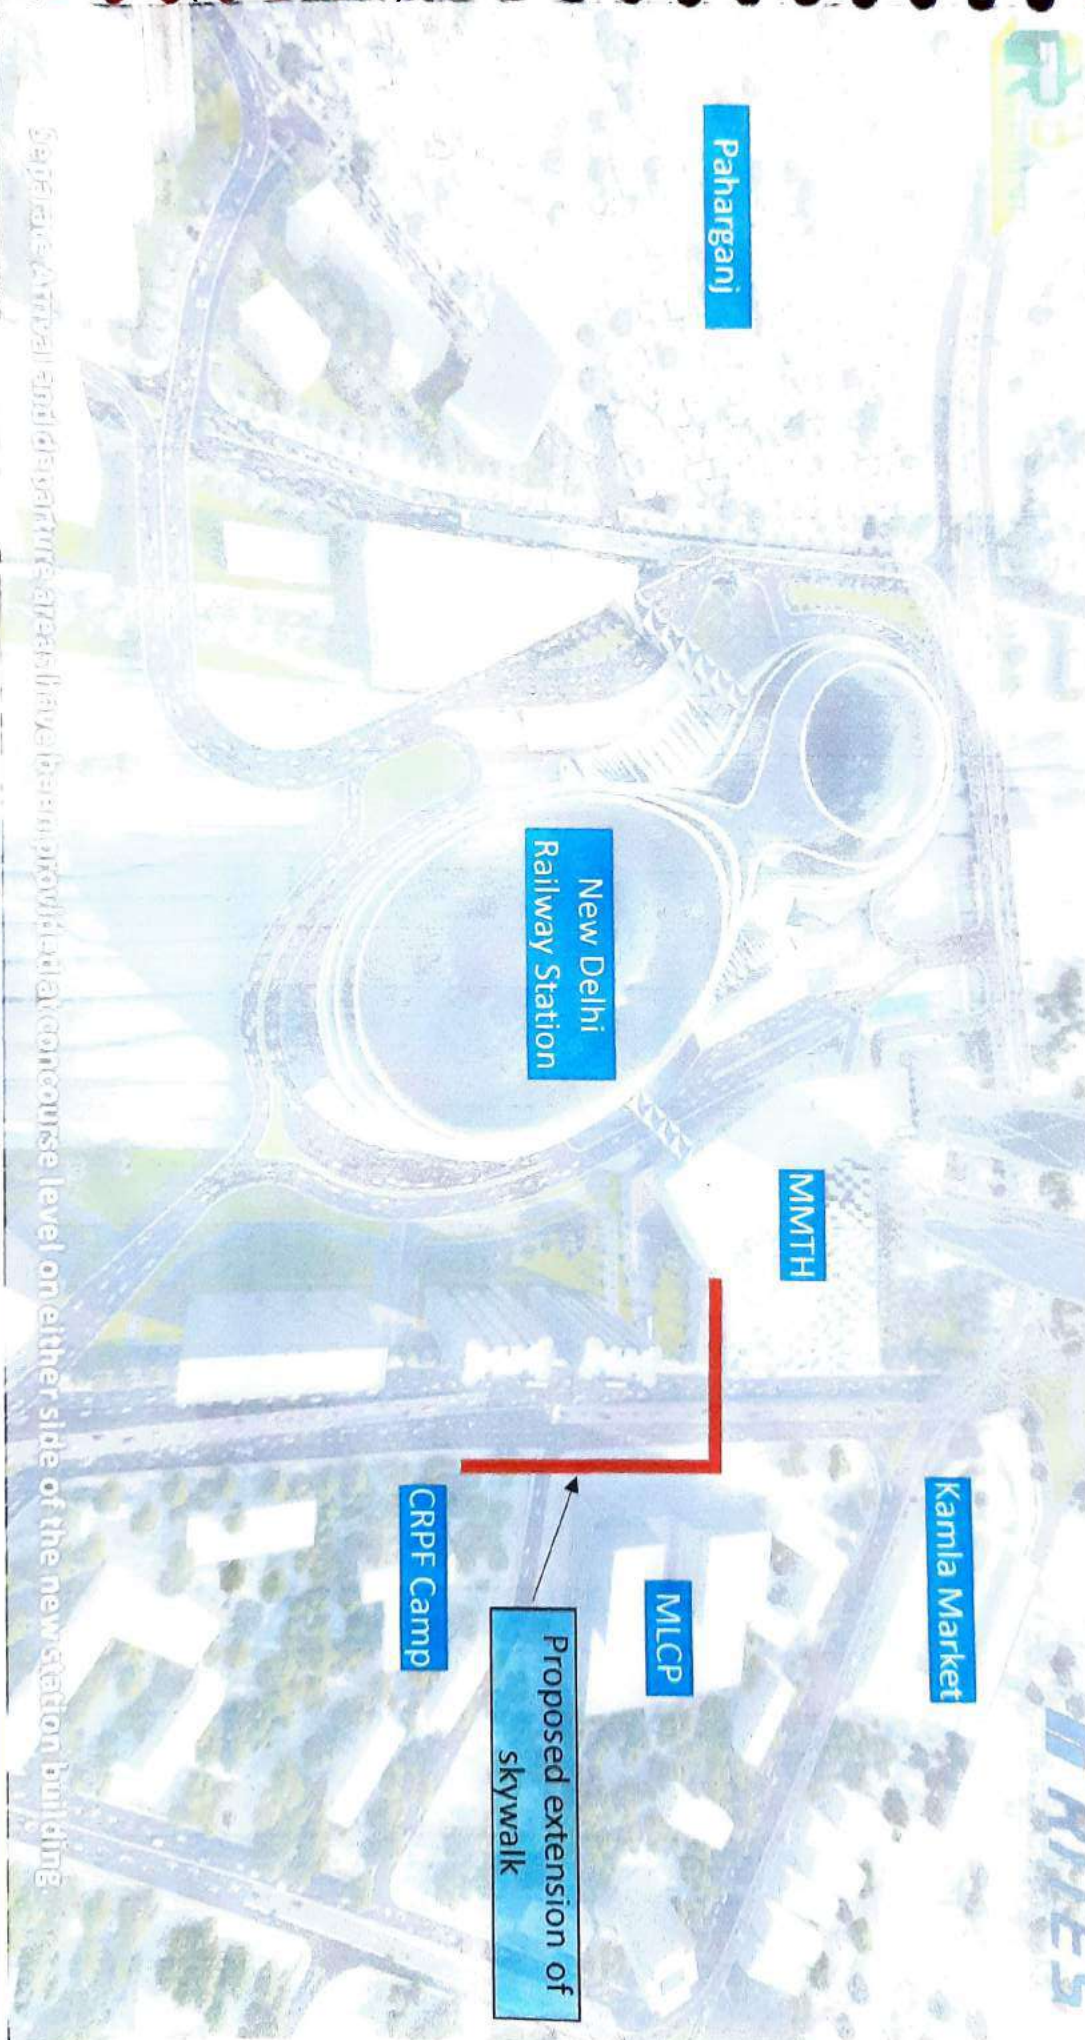 RITES
Kamla Market
Paharganj
MMTH
MLCP
New Delhi
Railway Station
Proposed extension of
skywalk
CRPF Camp
Separate Arrival and departure areas have been provided at concourse level on either side of the new station building